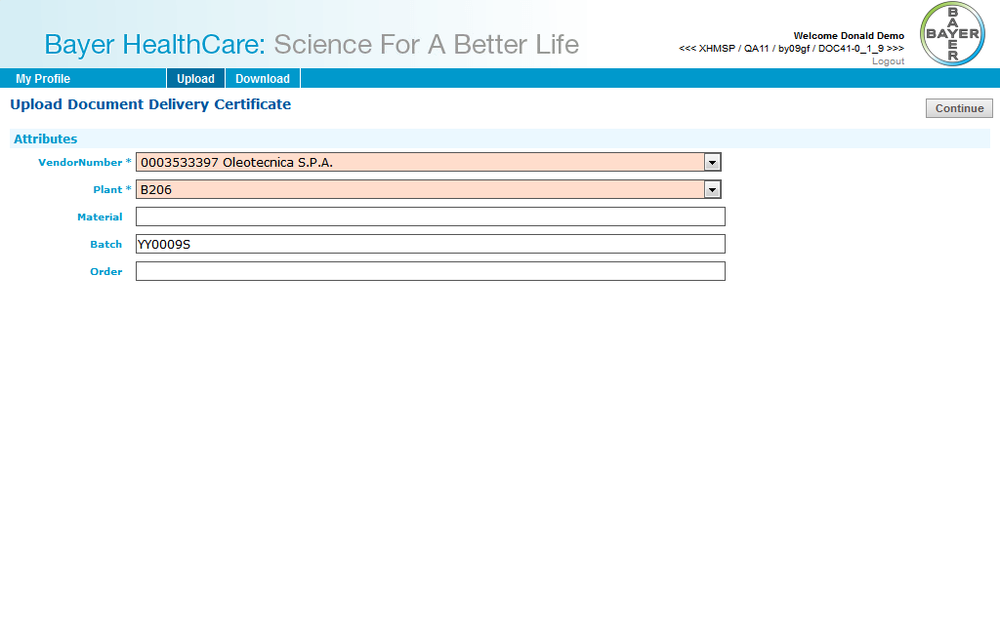 Bayer HealthCare: Science For A Better Life
Welcome Donald Demo
<<< XHMSP / QA11 / by09gf / DOC41-0_1_9 >>>
Logout
BAYER
BAYER
My Profile Upload Download
Upload Document Delivery Certificate
Continue
Attributes
VendorNumber * 0003533397 Oleotecnica S.P.A.
Plant * B206
Material
Batch YY0009S
Order